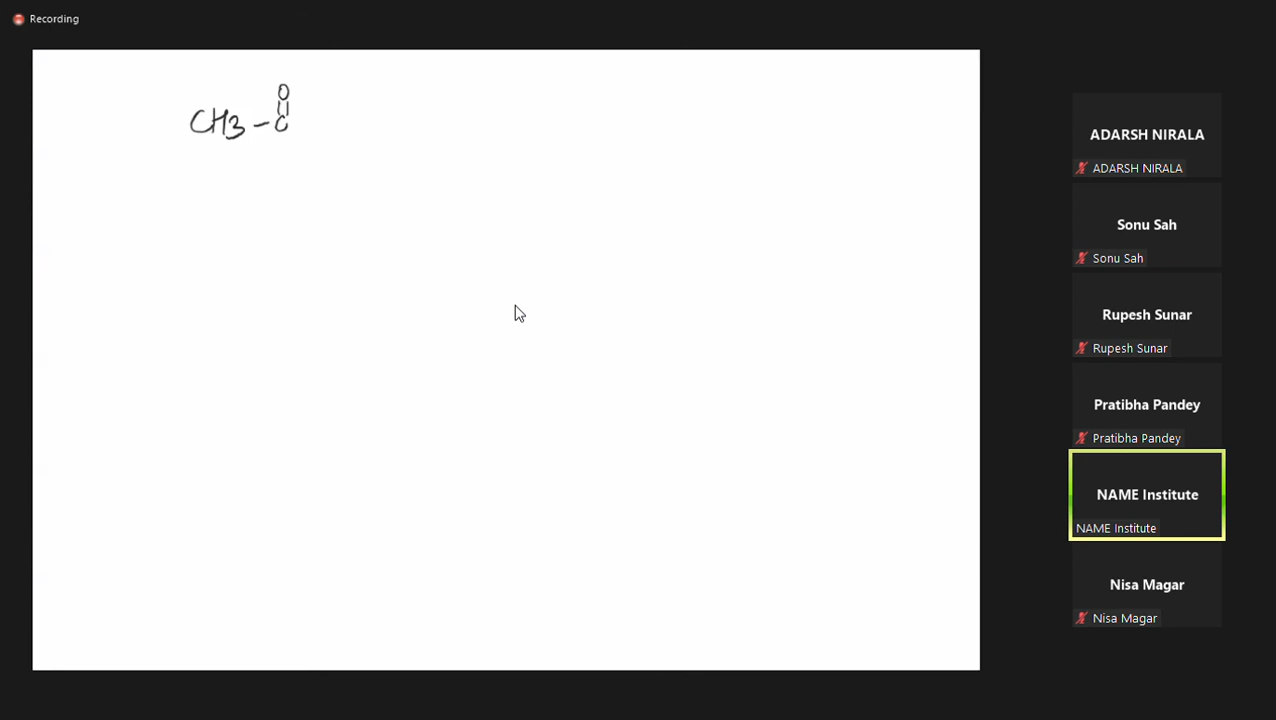 Recording
O
||
CH3 - C
ADARSH NIRALA
ADARSH NIRALA
Sonu Sah
Sonu Sah
Rupesh Sunar
Rupesh Sunar
Pratibha Pandey
Pratibha Pandey
NAME Institute
NAME Institute
Nisa Magar
Nisa Magar